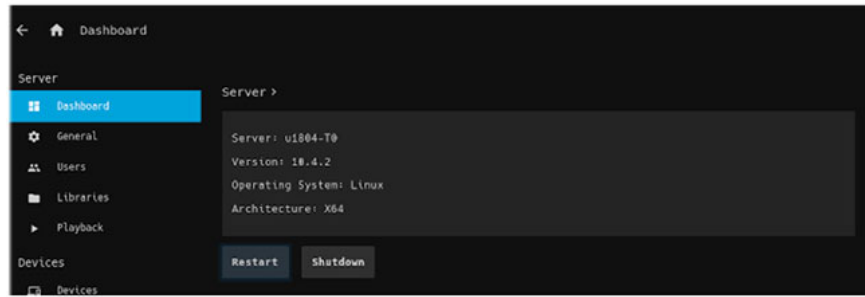 Dashboard
Server
Dashboard
General
Users
Libraries
Playback
Devices
Devices
Server >
Server: u1804-T0
Version: 10.4.2
Operating System: Linux
Architecture: X64
Restart
Shutdown